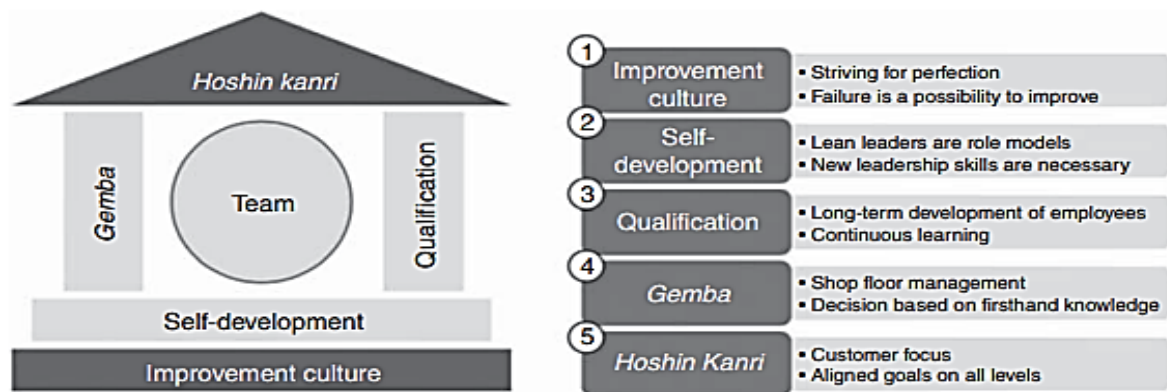 Hoshin kanri
Gemba
Team
Qualification
Self-development
Improvement culture
1
Improvement
culture
▪ Striving for perfection
▪ Failure is a possibility to improve
2
Self-
development
▪ Lean leaders are role models
▪ New leadership skills are necessary
3
Qualification
▪ Long-term development of employees
▪ Continuous learning
4
Gemba
▪ Shop floor management
▪ Decision based on firsthand knowledge
5
Hoshin Kanri
▪ Customer focus
▪ Aligned goals on all levels